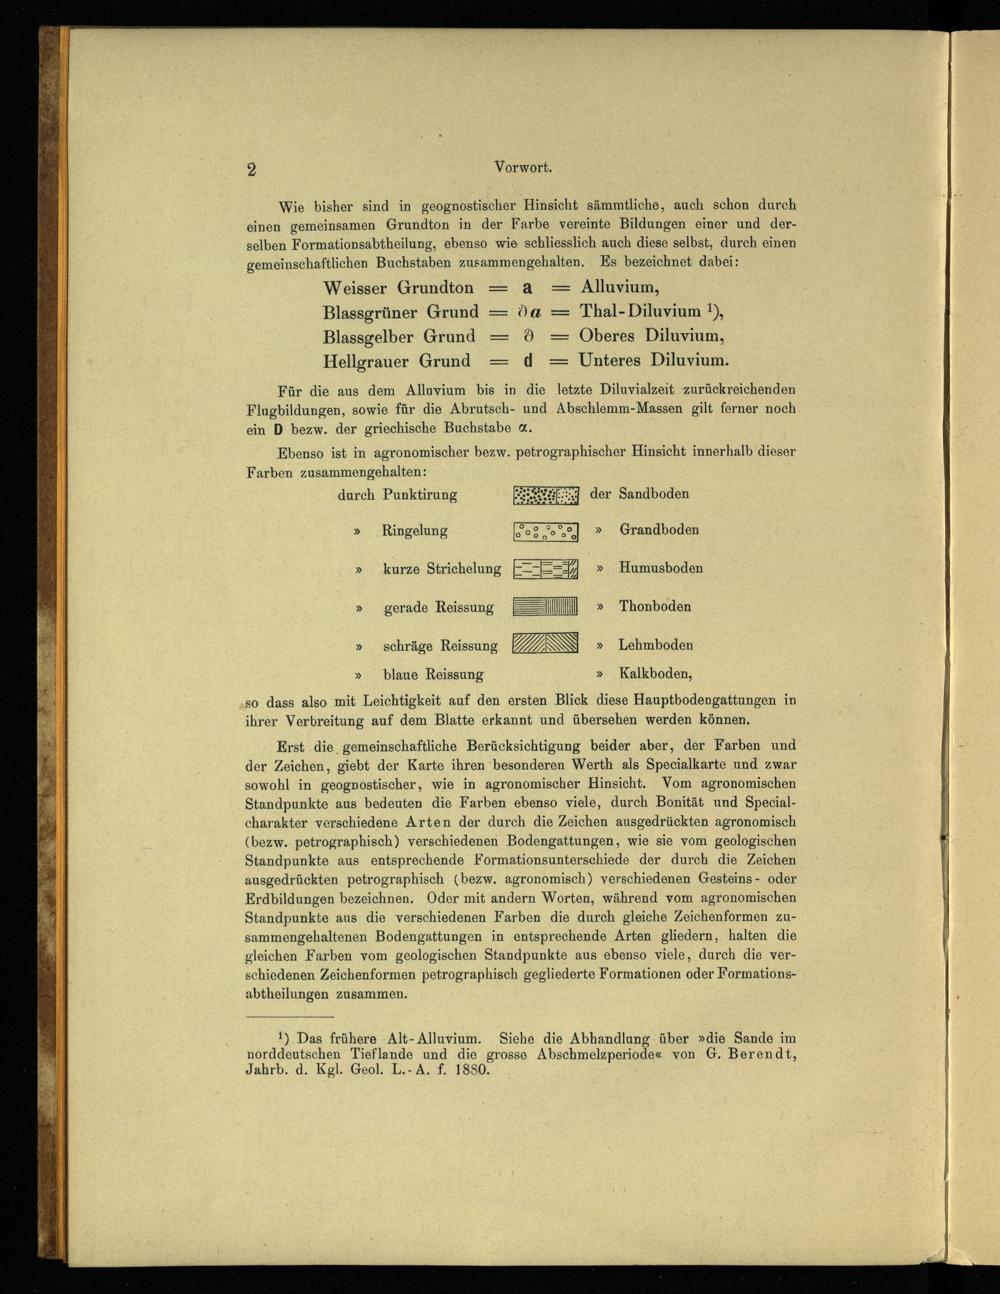 2 Vorwort.
Wie bisher sind in geognostischer Hinsicht sämmtliche, auch schon durch
einen gemeinsamen Grundton in der Farbe vereinte Bildungen einer und der-
selben Formationsabtheilung, ebenso wie schliesslich auch diese selbst, durch einen
gemeinschaftlichen Buchstaben zusammengehalten. Es bezeichnet dabei:
Weisser Grundton = a = Alluvium,
Blassgrüner Grund = ∂a = Thal-Diluvium ¹),
Blassgelber Grund = ∂ = Oberes Diluvium,
Hellgrauer Grund = d = Unteres Diluvium.
Für die aus dem Alluvium bis in die letzte Diluvialzeit zurückreichenden
Flugbildungen, sowie für die Abrutsch- und Abschlemm-Massen gilt ferner noch
ein D bezw. der griechische Buchstabe α.
Ebenso ist in agronomischer bezw. petrographischer Hinsicht innerhalb dieser
Farben zusammengehalten:
durch Punktirung der Sandboden
» Ringelung » Grandboden
» kurze Strichelung » Humusboden
» gerade Reissung » Thonboden
» schräge Reissung » Lehmboden
» blaue Reissung » Kalkboden,
so dass also mit Leichtigkeit auf den ersten Blick diese Hauptbodengattungen in
ihrer Verbreitung auf dem Blatte erkannt und übersehen werden können.
Erst die gemeinschaftliche Berücksichtigung beider aber, der Farben und
der Zeichen, giebt der Karte ihren besonderen Werth als Specialkarte und zwar
sowohl in geognostischer, wie in agronomischer Hinsicht. Vom agronomischen
Standpunkte aus bedeuten die Farben ebenso viele, durch Bonität und Special-
charakter verschiedene Arten der durch die Zeichen ausgedrückten agronomisch
(bezw. petrographisch) verschiedenen Bodengattungen, wie sie vom geologischen
Standpunkte aus entsprechende Formationsunterschiede der durch die Zeichen
ausgedrückten petrographisch (bezw. agronomisch) verschiedenen Gesteins- oder
Erdbildungen bezeichnen. Oder mit andern Worten, während vom agronomischen
Standpunkte aus die verschiedenen Farben die durch gleiche Zeichenformen zu-
sammengehaltenen Bodengattungen in entsprechende Arten gliedern, halten die
gleichen Farben vom geologischen Standpunkte aus ebenso viele, durch die ver-
schiedenen Zeichenformen petrographisch gegliederte Formationen oder Formations-
abtheilungen zusammen.
¹) Das frühere Alt-Alluvium. Siehe die Abhandlung über »die Sande im
norddeutschen Tieflande und die grosse Abschmelzperiode« von G. Berendt,
Jahrb. d. Kgl. Geol. L.-A. f. 1880.